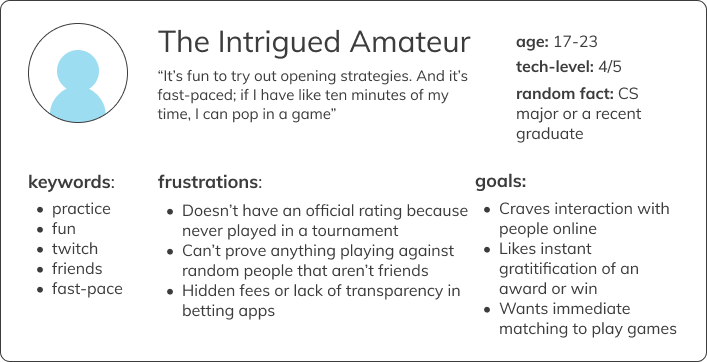 The Intrigued Amateur
“It’s fun to try out opening strategies. And it’s
fast-paced; if I have like ten minutes of my
time, I can pop in a game”
age: 17-23
tech-level: 4/5
random fact: CS
major or a recent
graduate
keywords:
• practice
• fun
• twitch
• friends
• fast-pace
frustrations:
• Doesn’t have an official rating because
never played in a tournament
• Can’t prove anything playing against
random people that aren’t friends
• Hidden fees or lack of transparency in
betting apps
goals:
• Craves interaction with
people online
• Likes instant
gratitification of an
award or win
• Wants immediate
matching to play games